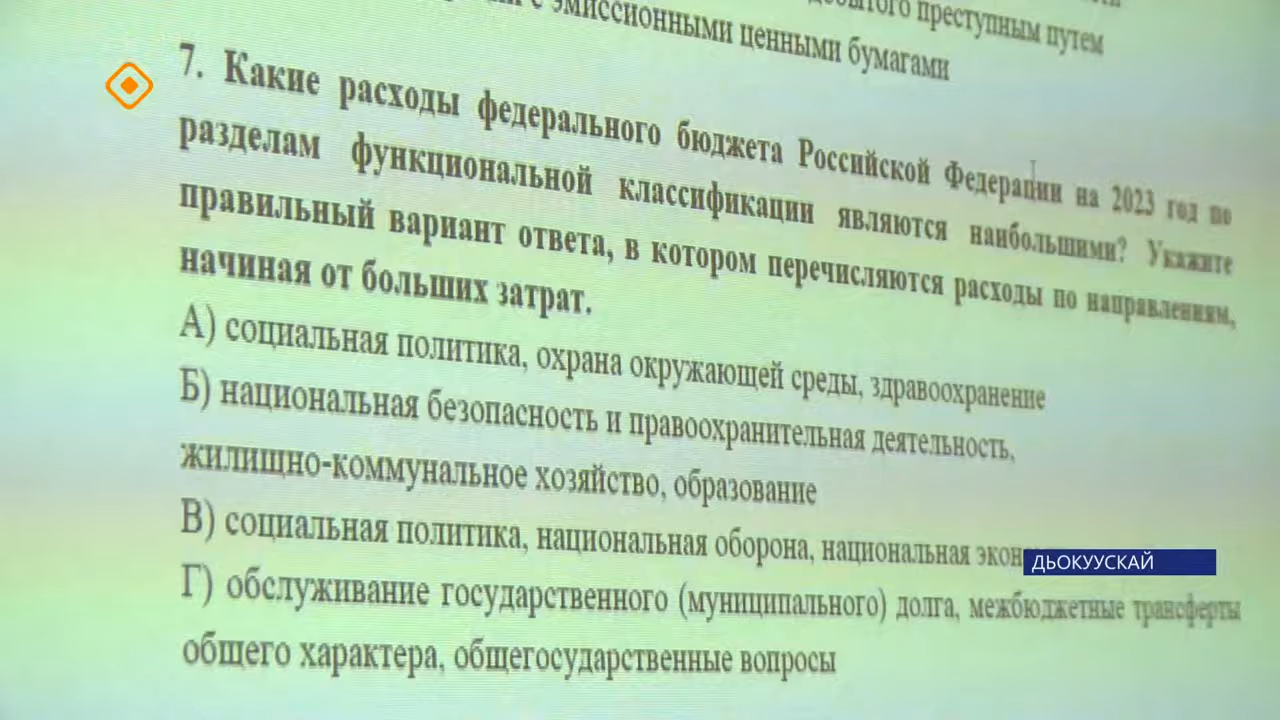 преступным путем
с эмиссионными ценными бумагами
7. Какие расходы федерального бюджета Российской Федерации на 2023 год по
разделам функциональной классификации являются наибольшими? Укажите
правильный вариант ответа, в котором перечисляются расходы по направлениям,
начиная от больших затрат.
А) социальная политика, охрана окружающей среды, здравоохранение
Б) национальная безопасность и правоохранительная деятельность,
жилищно-коммунальное хозяйство, образование
В) социальная политика, национальная оборона, национальная
ДЬОКУУСКАЙ
Г) обслуживание государственного (муниципального) долга, межбюджетные трансферты
общего характера, общегосударственные вопросы